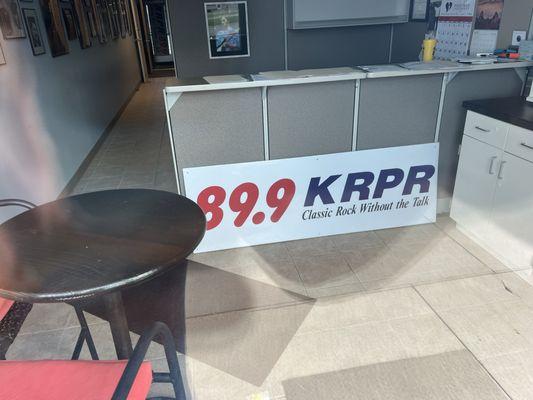 89.9 KRPR
Classic Rock Without the Talk